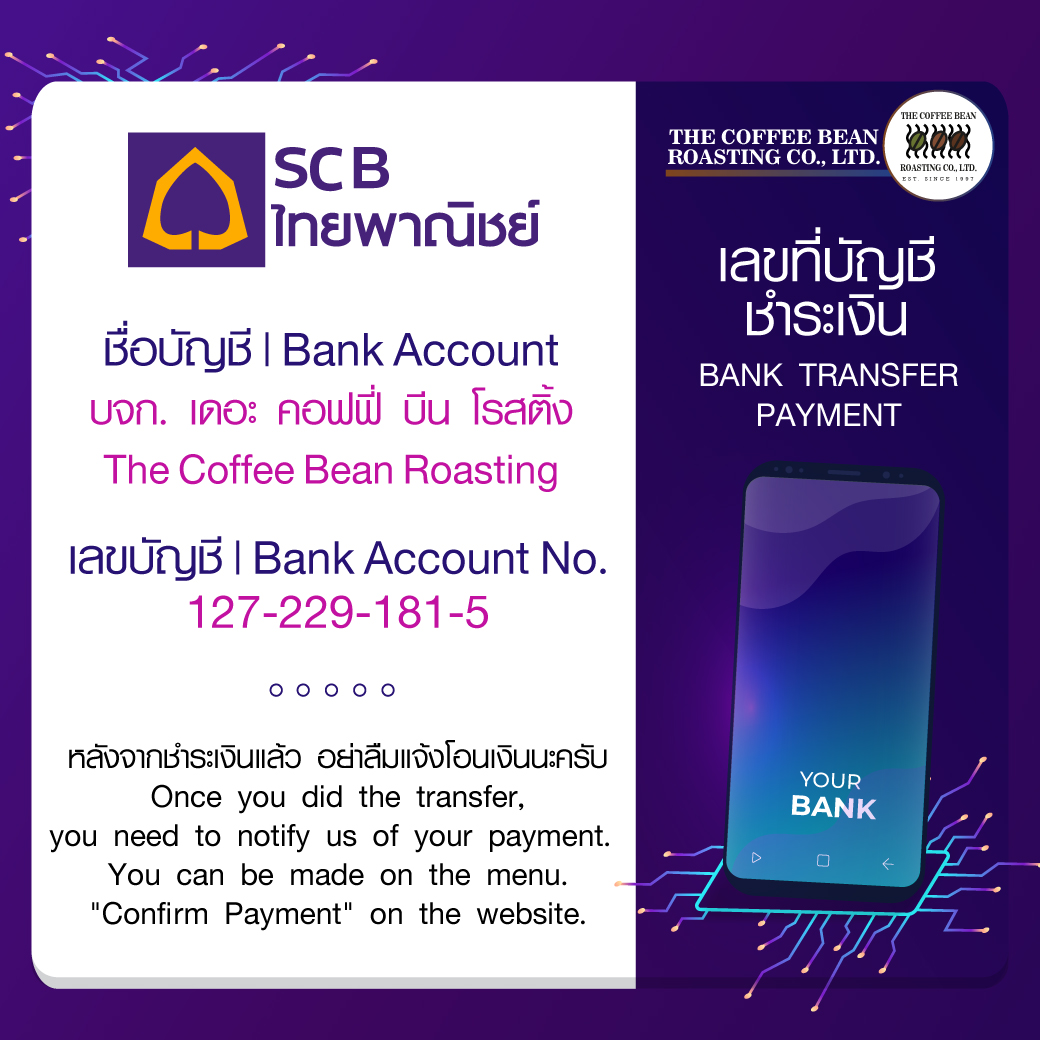 SCB
ไทยพาณิชย์
ชื่อบัญชี | Bank Account
บจก. เดอะ คอฟฟี่ บีน โรสติ้ง
The Coffee Bean Roasting
เลขบัญชี | Bank Account No.
127-229-181-5
หลังจากชำระเงินแล้ว อย่าลืมแจ้งโอนเงินนะครับ
Once you did the transfer,
you need to notify us of your payment.
You can be made on the menu.
"Confirm Payment" on the website.
THE COFFEE BEAN
ROASTING CO., LTD.
THE COFFEE BEAN
ROASTING CO., LTD.
EST. SINCE 1997
เลขที่บัญชี
ชำระเงิน
BANK TRANSFER
PAYMENT
YOUR
BANK